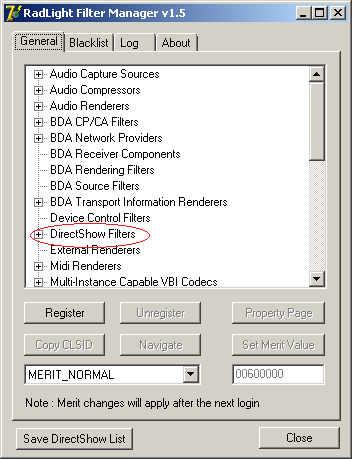 RadLight Filter Manager v1.5
General Blacklist Log About
Audio Capture Sources
Audio Compressors
Audio Renderers
BDA CP/CA Filters
BDA Network Providers
BDA Receiver Components
BDA Rendering Filters
BDA Source Filters
BDA Transport Information Renderers
Device Control Filters
DirectShow Filters
External Renderers
Midi Renderers
Multi-Instance Capable VBI Codecs
Register Unregister Property Page
Copy CLSID Navigate Set Merit Value
MERIT_NORMAL 00600000
Note : Merit changes will apply after the next login
Save DirectShow List Close